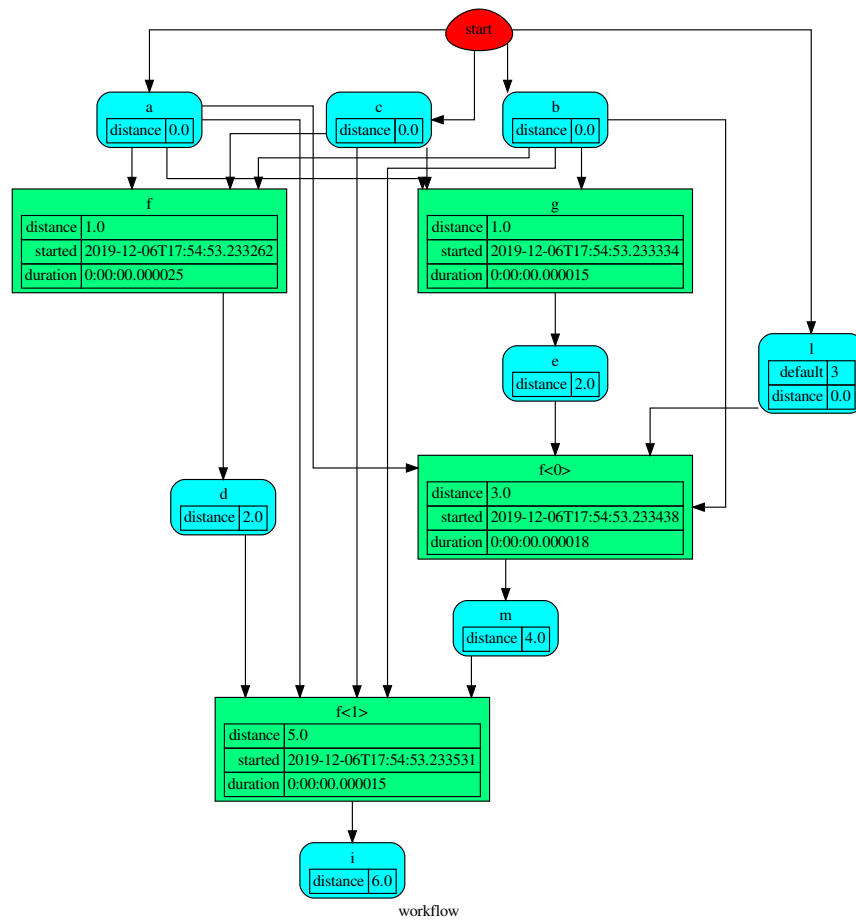 start
a
distance 0.0
c
distance 0.0
b
distance 0.0
f
distance 1.0
started 2019-12-06T17:54:53.233262
duration 0:00:00.000025
g
distance 1.0
started 2019-12-06T17:54:53.233334
duration 0:00:00.000015
l
default 3
distance 0.0
e
distance 2.0
f<0>
distance 3.0
started 2019-12-06T17:54:53.233438
duration 0:00:00.000018
d
distance 2.0
m
distance 4.0
f<1>
distance 5.0
started 2019-12-06T17:54:53.233531
duration 0:00:00.000015
i
distance 6.0
workflow